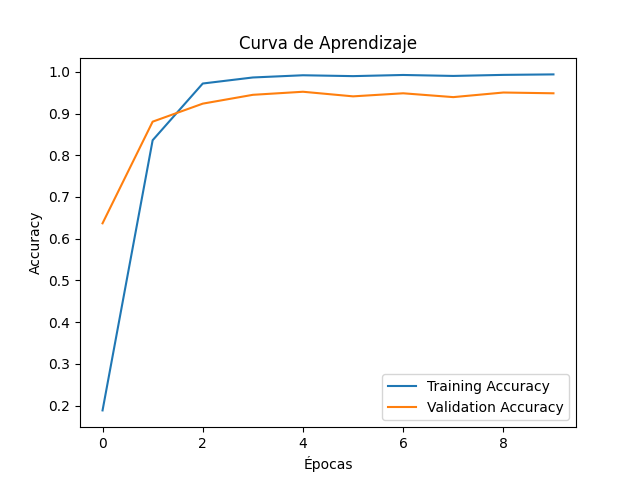 Curva de Aprendizaje
1.0
0.9
0.8
0.7
0.6
0.5
0.4
0.3
0.2
Accuracy
Training Accuracy
Validation Accuracy
0 2 4 6 8
Épocas